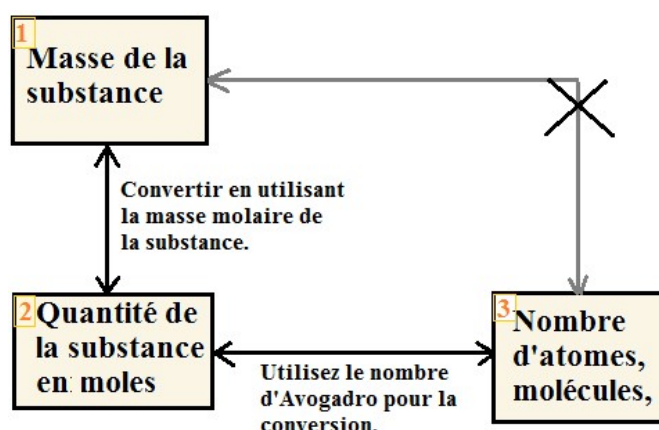 1
Masse de la
substance
Convertir en utilisant
la masse molaire de
la substance.
2
Quantité de
la substance
en: moles
Utilisez le nombre
d'Avogadro pour la
conversion.
3
Nombre
d'atomes,
molécules,